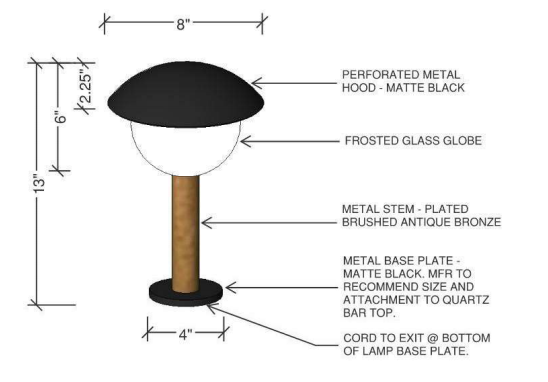 8"
2.25"
6"
13"
PERFORATED METAL
HOOD - MATTE BLACK
FROSTED GLASS GLOBE
METAL STEM - PLATED
BRUSHED ANTIQUE BRONZE
METAL BASE PLATE -
MATTE BLACK. MFR TO
RECOMMEND SIZE AND
ATTACHMENT TO QUARTZ
BAR TOP.
4"
CORD TO EXIT @ BOTTOM
OF LAMP BASE PLATE.